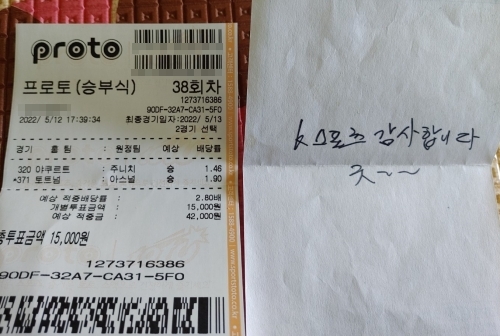 proto
프로토(승부식) 38회차
1273716386
90DF-32A7-CA31-5F0
2022/ 5/12 17:39:34 최종경기일자:2022/ 5/13
2경기 선택
경기 홈팀 : 원정팀 예상 배당률
320 야쿠르트 : 주니치 승 1.46
*371 토트넘 : 아스널 승 1.90
예상 적중배당률 2.80배
개별투표금액 15,000원
예상 적중금 42,000원
총투표금액 15,000원
1273716386
90DF-32A7-CA31-5F0
k스포츠 감사합니다
굿~~